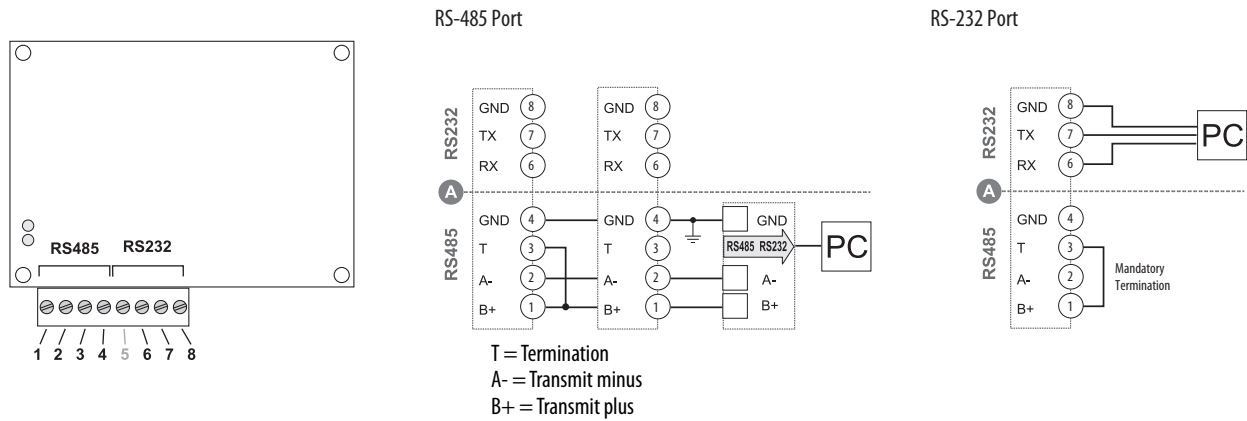 RS-485 Port
RS-232 Port
RS485 RS232
1 2 3 4 5 6 7 8
RS232
GND 8
TX 7
RX 6
GND 8
TX 7
RX 6
A
RS485
GND 4
T 3
A- 2
B+ 1
GND 4
T 3
A- 2
B+ 1
GND
RS485 RS232
A-
B+
PC
T = Termination
A- = Transmit minus
B+ = Transmit plus
RS232
GND 8
TX 7
RX 6
PC
A
RS485
GND 4
T 3
A- 2
B+ 1
Mandatory
Termination